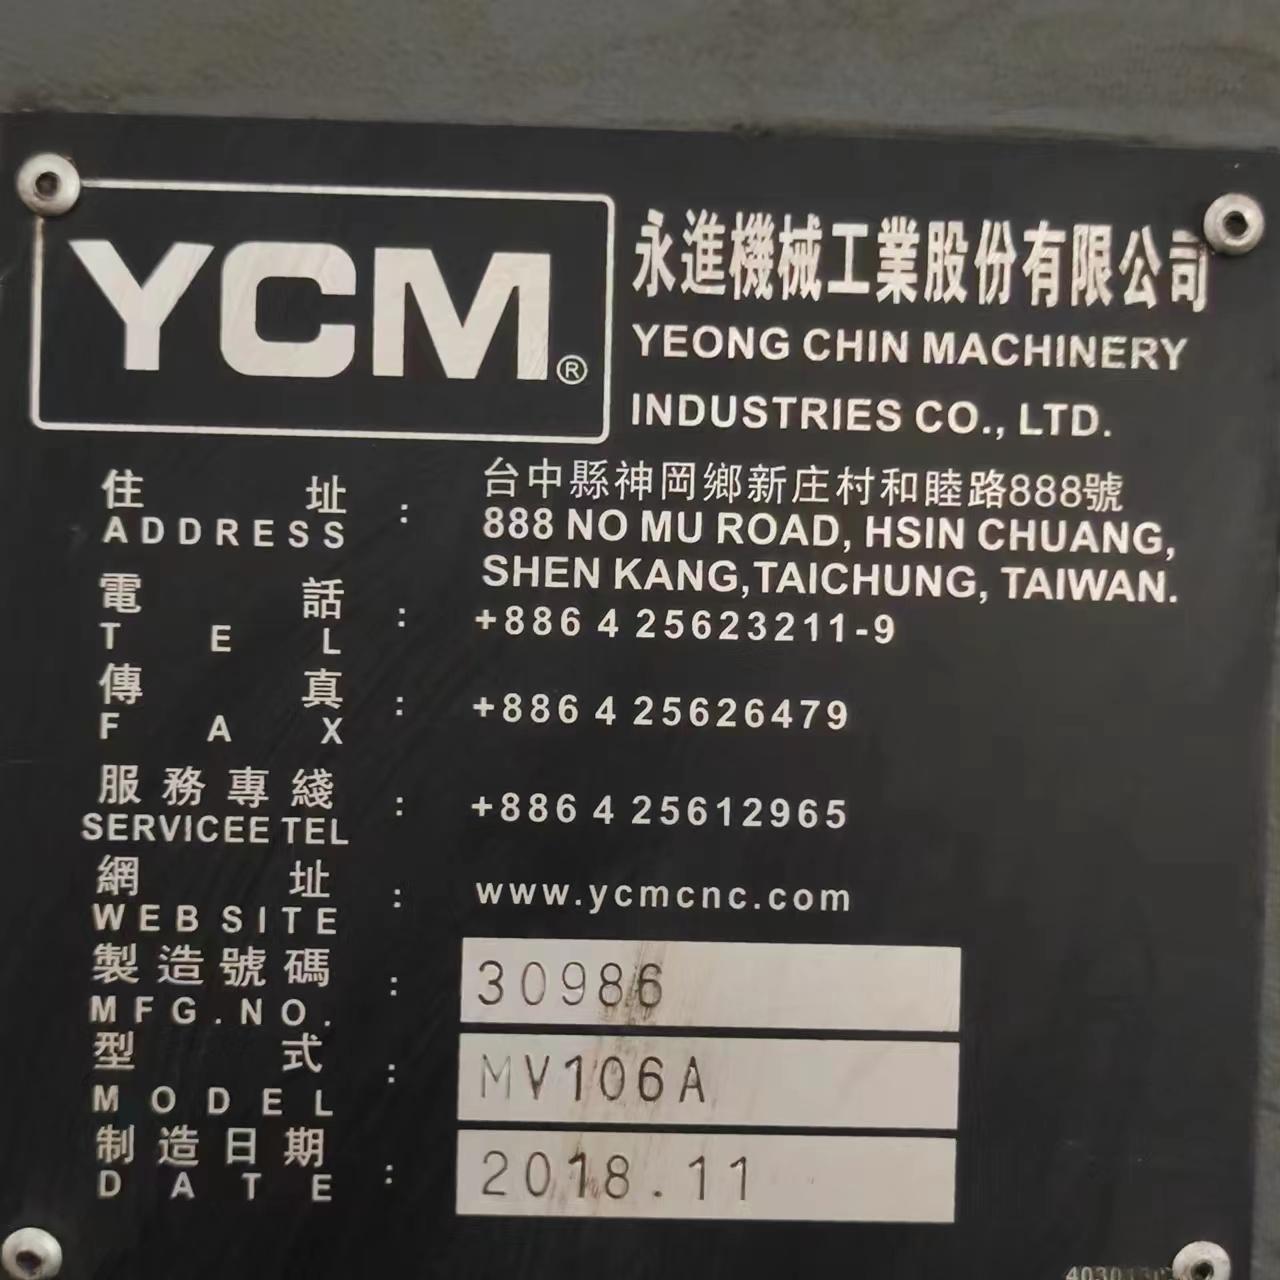 YCM®
永進機械工業股份有限公司
YEONG CHIN MACHINERY
INDUSTRIES CO., LTD.
住址 : 台中縣神岡鄉新庄村和睦路888號
ADDRESS 888 NO MU ROAD, HSIN CHUANG,
SHEN KANG, TAICHUNG, TAIWAN.
電話 : +886 4 25623211-9
TEL
傳真 : +886 4 25626479
FAX
服務專綫 : +886 4 25612965
SERVICEE TEL
網址 : www.ycmcnc.com
WEBSITE
製造號碼 : 30986
MFG.NO.
型式 : MV106A
MODEL
制造日期 : 2018.11
DATE